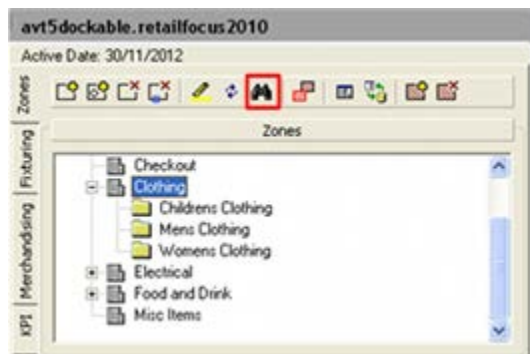 avt5dockable.retailfocus2010
Active Date: 30/11/2012
Zones
Fixturing
Merchandising
KPI
Zones
Checkout
Clothing
Childrens Clothing
Mens Clothing
Womens Clothing
Electrical
Food and Drink
Misc Items